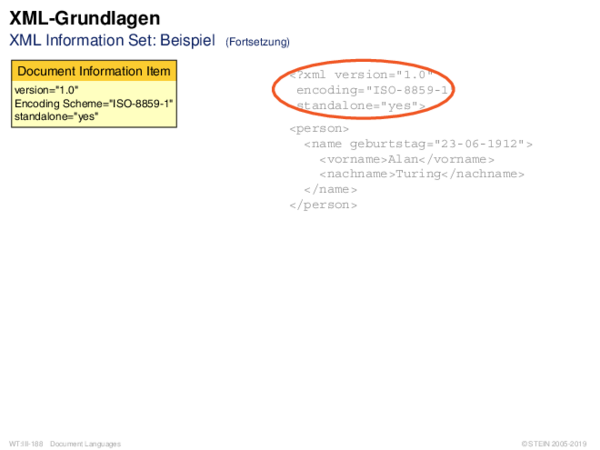 XML-Grundlagen
XML Information Set: Beispiel (Fortsetzung)
Document Information Item
version="1.0"
Encoding Scheme="ISO-8859-1"
standalone="yes"
<?xml version="1.0"
encoding="ISO-8859-1
standalone="yes">
<person>
<name geburtstag="23-06-1912">
<vorname>Alan</vorname>
<nachname>Turing</nachname>
</name>
</person>
WT:III-188 Document Languages
© STEIN 2005-2019